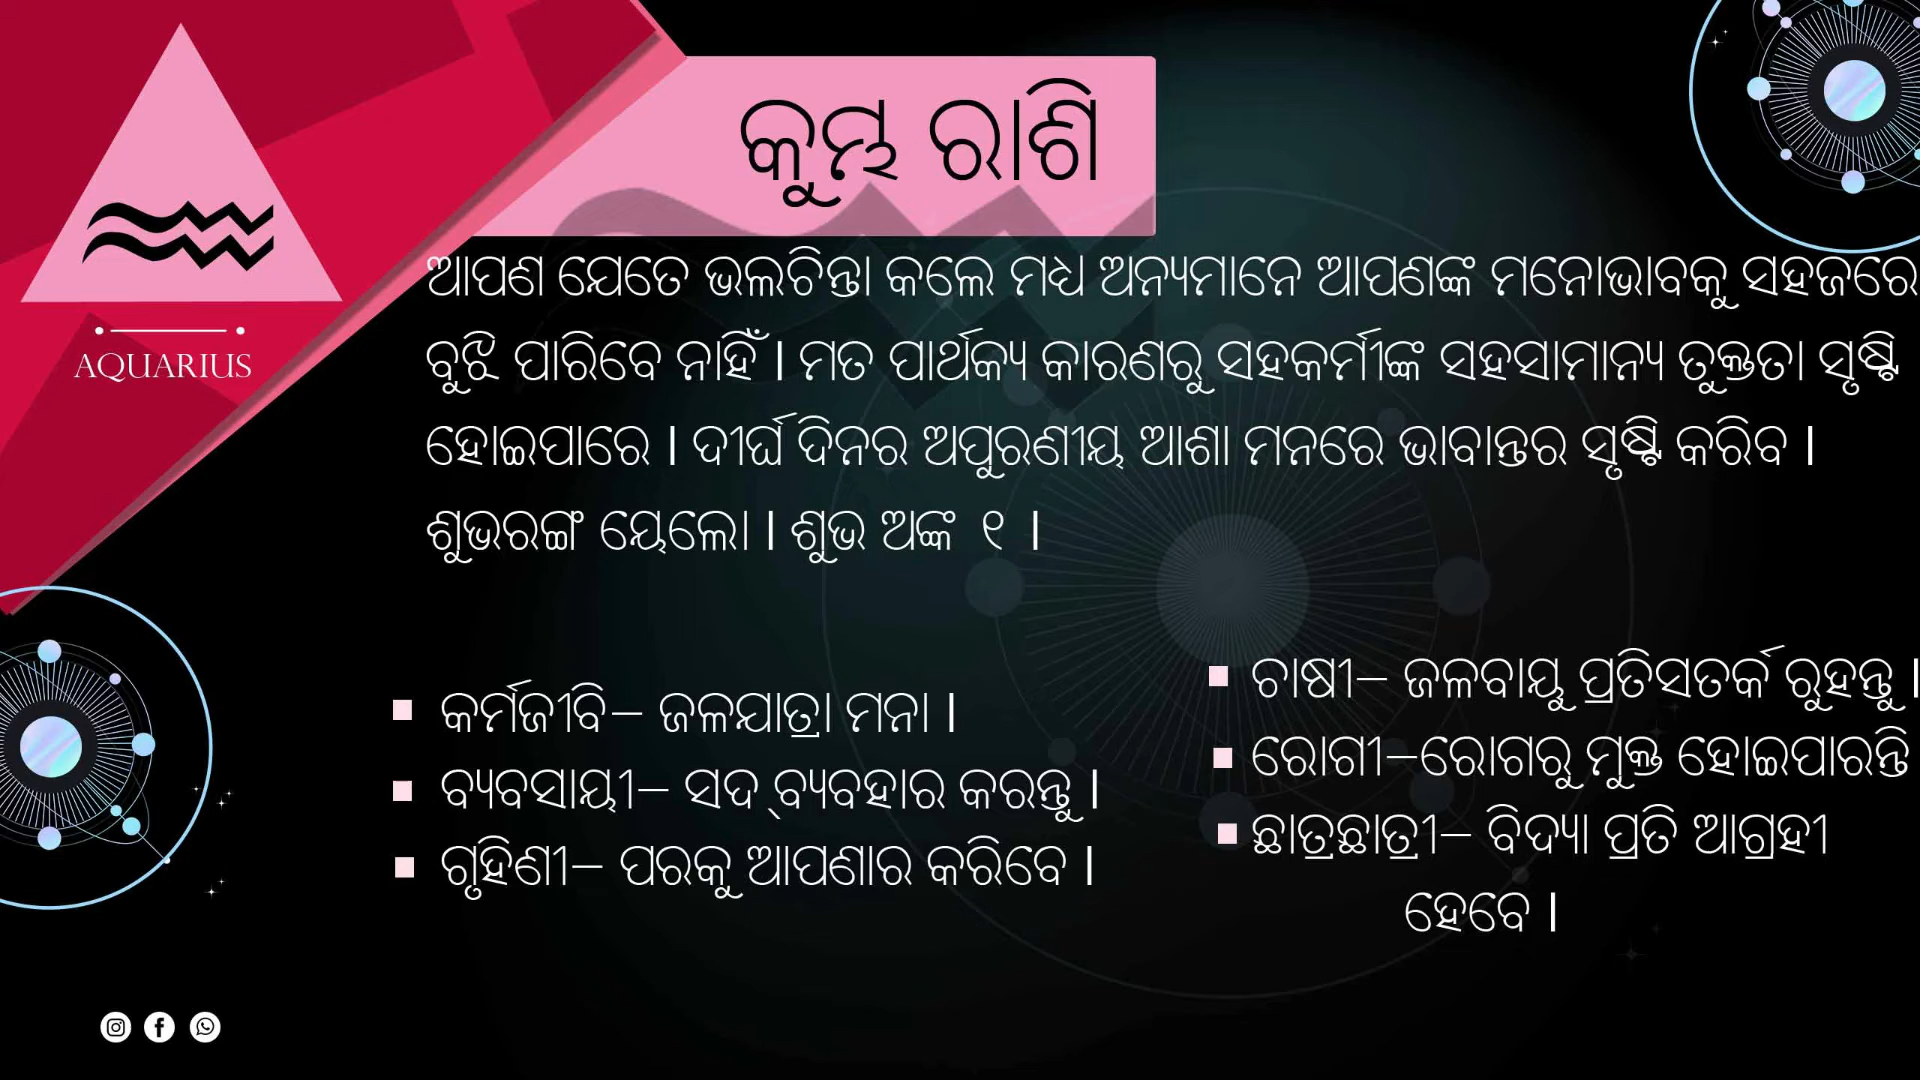 କୁମ୍ଭ ରାଶି
AQUARIUS
ଆପଣ ଯେତେ ଭଲଚିନ୍ତା କଲେ ମଧ୍ୟ ଅନ୍ୟମାନେ ଆପଣଙ୍କ ମନୋଭାବକୁ ସହଜରେ
ବୁଝି ପାରିବେ ନାହିଁ । ମତ ପାର୍ଥକ୍ୟ କାରଣରୁ ସହକର୍ମୀଙ୍କ ସହସାମାନ୍ୟ ତୁକ୍ତତା ସୃଷ୍ଟି
ହୋଇପାରେ । ଦୀର୍ଘ ଦିନର ଅପୁରଣୀୟ ଆଶା ମନରେ ଭାବାନ୍ତର ସୃଷ୍ଟି କରିବ ।
ଶୁଭରଙ୍ଗ ୟେଲୋ । ଶୁଭ ଅଙ୍କ ୧ ।
କର୍ମଜୀବି– ଜଳଯାତ୍ରା ମନା ।
ବ୍ୟବସାୟୀ– ସଦ୍‌ବ୍ୟବହାର କରନ୍ତୁ ।
ଗୃହିଣୀ– ପରକୁ ଆପଣାର କରିବେ ।
ଚାଷୀ– ଜଳବାୟୁ ପ୍ରତିସତର୍କ ରୁହନ୍ତୁ ।
ରୋଗୀ–ରୋଗରୁ ମୁକ୍ତ ହୋଇପାରନ୍ତି
ଛାତ୍ରଛାତ୍ରୀ– ବିଦ୍ୟା ପ୍ରତି ଆଗ୍ରହୀ
ହେବେ ।